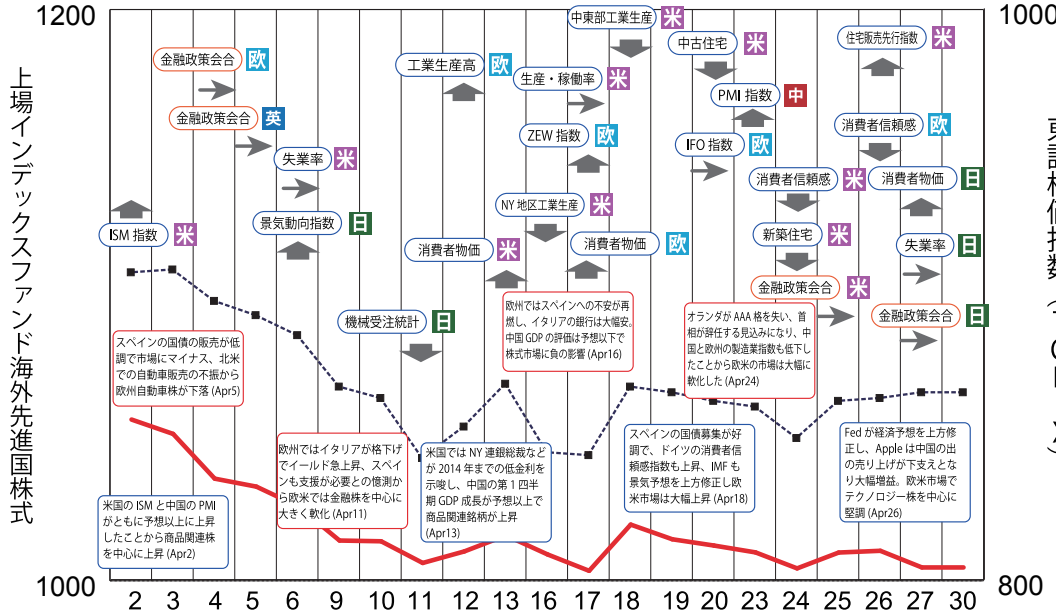 1200
1000
上場インデックスファンド海外先進国株式
金融政策会合 欧
金融政策会合 英
失業率 米
景気動向指数 日
ISM 指数 米
工業生産高 欧
消費者物価 米
機械受注統計 日
中東部工業生産 米
生産・稼働率 米
ZEW 指数 欧
NY 地区工業生産 米
消費者物価 欧
中古住宅 米
PMI 指数 中
IFO 指数 欧
消費者信頼感 米
新築住宅 米
金融政策会合 米
住宅販売先行指数 米
消費者信頼感 欧
消費者物価 日
失業率 日
金融政策会合 日
スペインの国債の販売が低
調で市場にマイナス、北米
での自動車販売の不振から
欧州自動車株が下落 (Apr5)
米国の ISM と中国の PMI
がともに予想以上に上昇
したことから商品関連株
を中心に上昇 (Apr2)
欧州ではイタリアが格下げ
でイールド急上昇、スペイ
ンも支援が必要との憶測か
ら欧米では金融株を中心に
大きく軟化 (Apr11)
米国では NY 連銀総裁などが
が 2014 年までの低金利を
示唆し、中国の第 1 四半
期 GDP 成長が予想以上で
商品関連銘柄が上昇
(Apr13)
欧州ではスペインへの不安が再
燃し、イタリアの銀行は大幅安。
中国 GDP の評価は予想以下で
株式市場に負の影響 (Apr16)
スペインの国債募集が好
調で、ドイツの消費者信
頼感指数も上昇、IMF も
景気予想を上方修正し欧
米市場は大幅上昇 (Apr18)
オランダが AAA 格を失い、首
相が辞任する見込みになり、中
国と欧州の製造業指数も低下し
たことから欧米の市場は大幅に
軟化した (Apr24)
Fed が経済予想を上方修
正し、Apple は中国の出
の売り上げが下支えとな
り大幅増益。欧米市場で
テクノロジー株を中心に
堅調 (Apr26)
1000
800
2 3 4 5 6 9 10 11 12 13 16 17 18 19 20 23 24 25 26 27 30